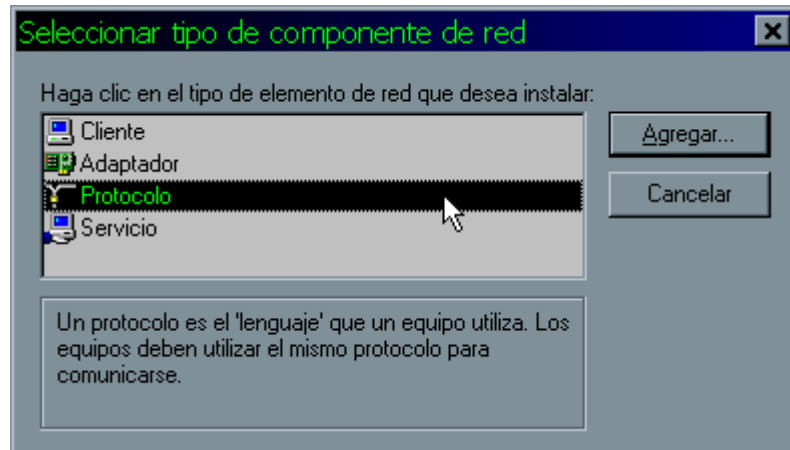 Seleccionar tipo de componente de red
Haga clic en el tipo de elemento de red que desea instalar:
Cliente
Adaptador
Protocolo
Servicio
Agregar...
Cancelar
Un protocolo es el 'lenguaje' que un equipo utiliza. Los
equipos deben utilizar el mismo protocolo para
comunicarse.